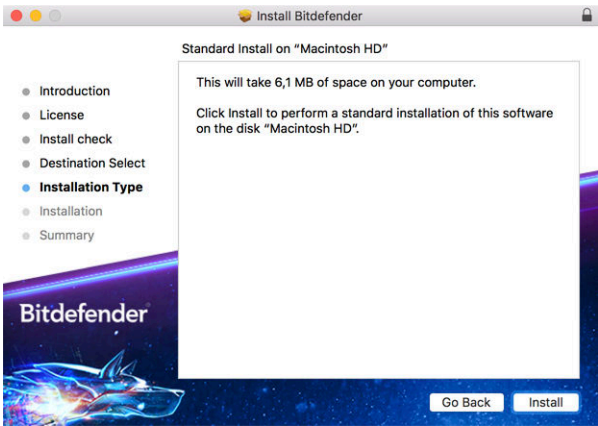 Install Bitdefender
Standard Install on “Macintosh HD”
Introduction
License
Install check
Destination Select
Installation Type
Installation
Summary
This will take 6,1 MB of space on your computer.
Click Install to perform a standard installation of this software
on the disk “Macintosh HD”.
Bitdefender
Go Back
Install